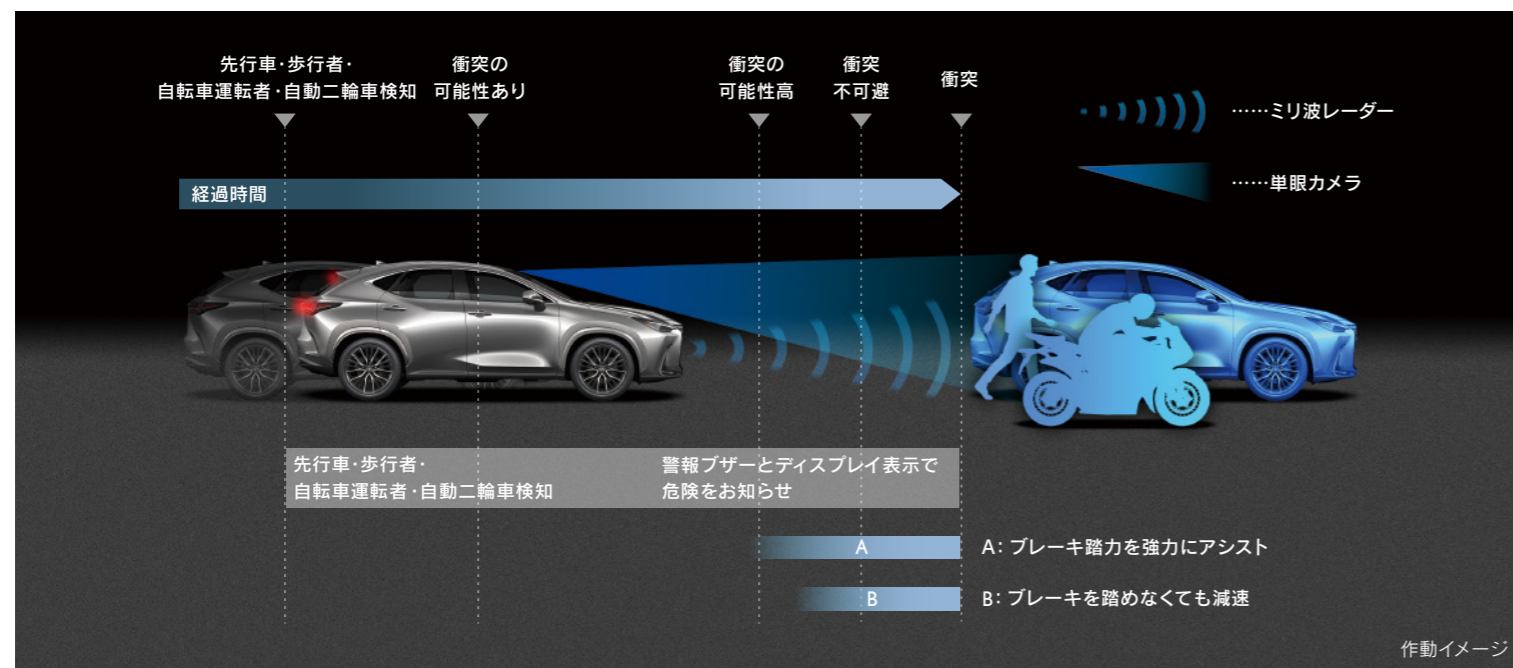 先行車・歩行者・
自転車運転者・自動二輪車検知
衝突の
可能性あり
衝突の
可能性高
衝突
不可避
衝突
……ミリ波レーダー
経過時間
……単眼カメラ
先行車・歩行者・
自転車運転者・自動二輪車検知
警報ブザーとディスプレイ表示で
危険をお知らせ
A
A：ブレーキ踏力を強力にアシスト
B
B：ブレーキを踏めなくても減速
作動イメージ